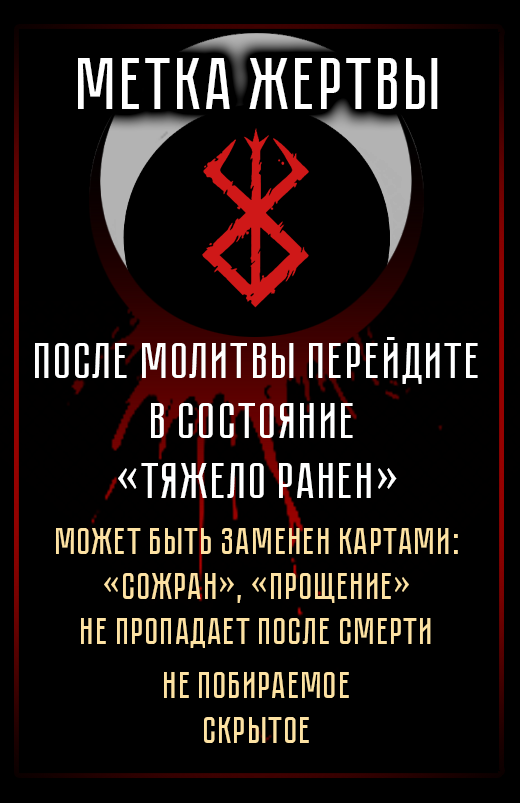 МЕТКА ЖЕРТВЫ
ПОСЛЕ МОЛИТВЫ ПЕРЕЙДИТЕ
В СОСТОЯНИЕ
«ТЯЖЕЛО РАНЕН»
МОЖЕТ БЫТЬ ЗАМЕНЕН КАРТАМИ:
«СОЖРАН», «ПРОЩЕНИЕ»
НЕ ПРОПАДАЕТ ПОСЛЕ СМЕРТИ
НЕ ПОБИРАЕМОЕ
СКРЫТОЕ